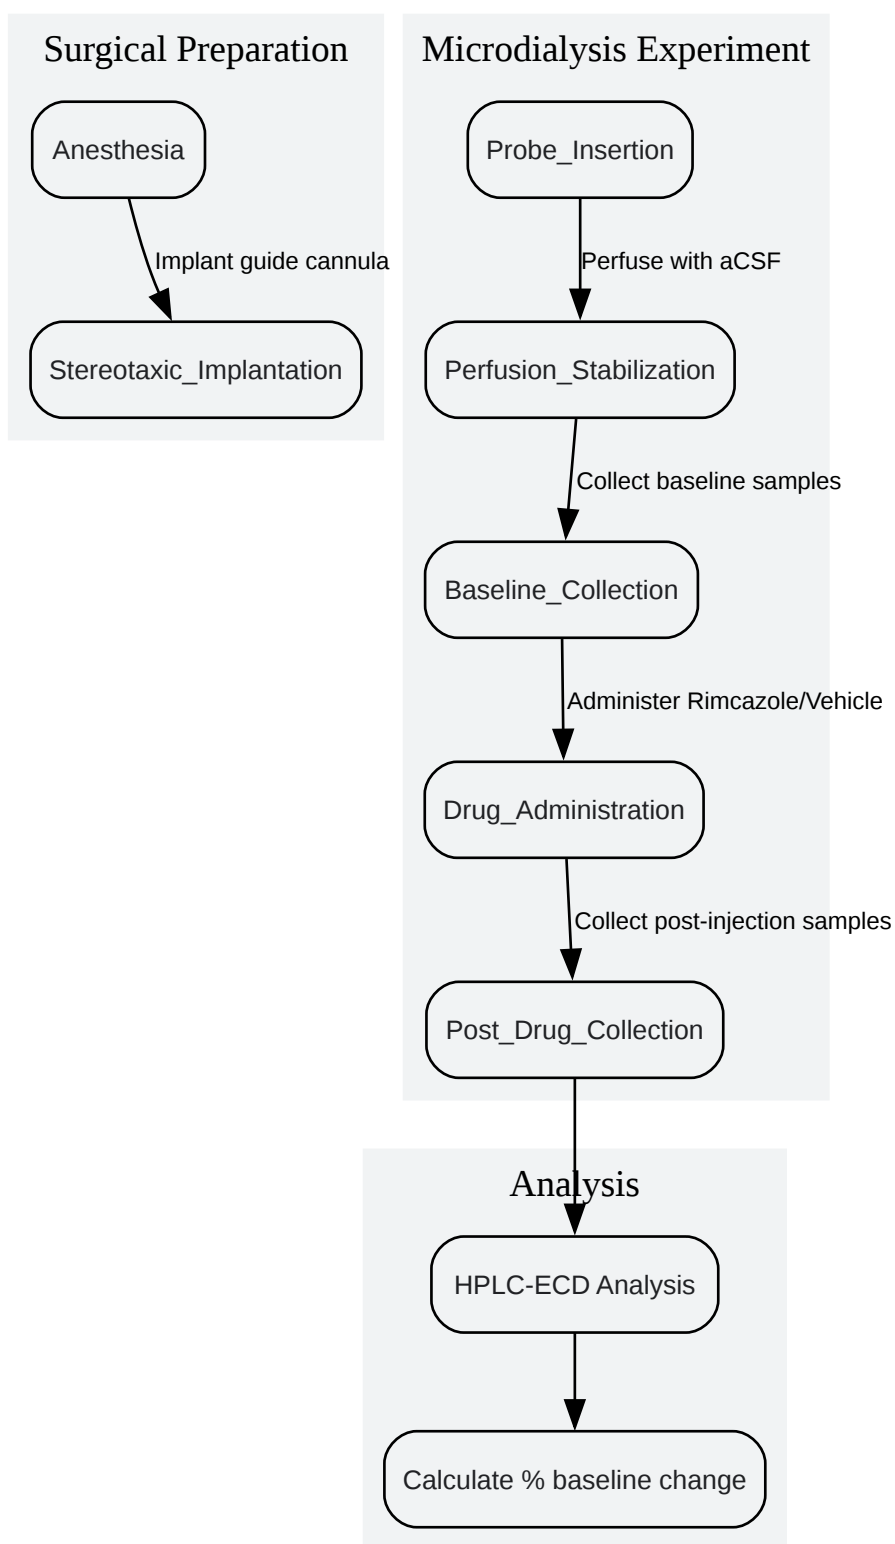 Surgical Preparation
Anesthesia
Implant guide cannula
Stereotaxic_Implantation
Microdialysis Experiment
Probe_Insertion
Perfuse with aCSF
Perfusion_Stabilization
Collect baseline samples
Baseline_Collection
Administer Rimcazole/Vehicle
Drug_Administration
Collect post-injection samples
Post_Drug_Collection
Analysis
HPLC-ECD Analysis
Calculate % baseline change